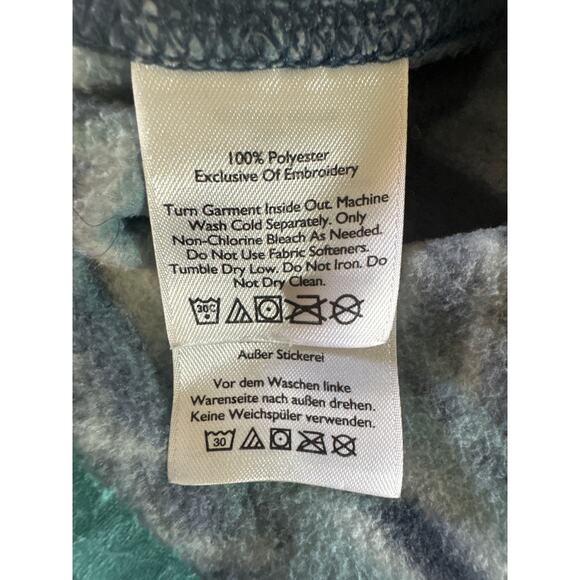 100% Polyester
Exclusive Of Embroidery
Turn Garment Inside Out. Machine
Wash Cold Separately. Only
Non-Chlorine Bleach As Needed.
Do Not Use Fabric Softeners.
Tumble Dry Low. Do Not Iron. Do
Not Dry Clean.
30C
Außer Stickerei
Vor dem Waschen linke
Warenseite nach außen drehen.
Keine Weichspüler verwenden.
30